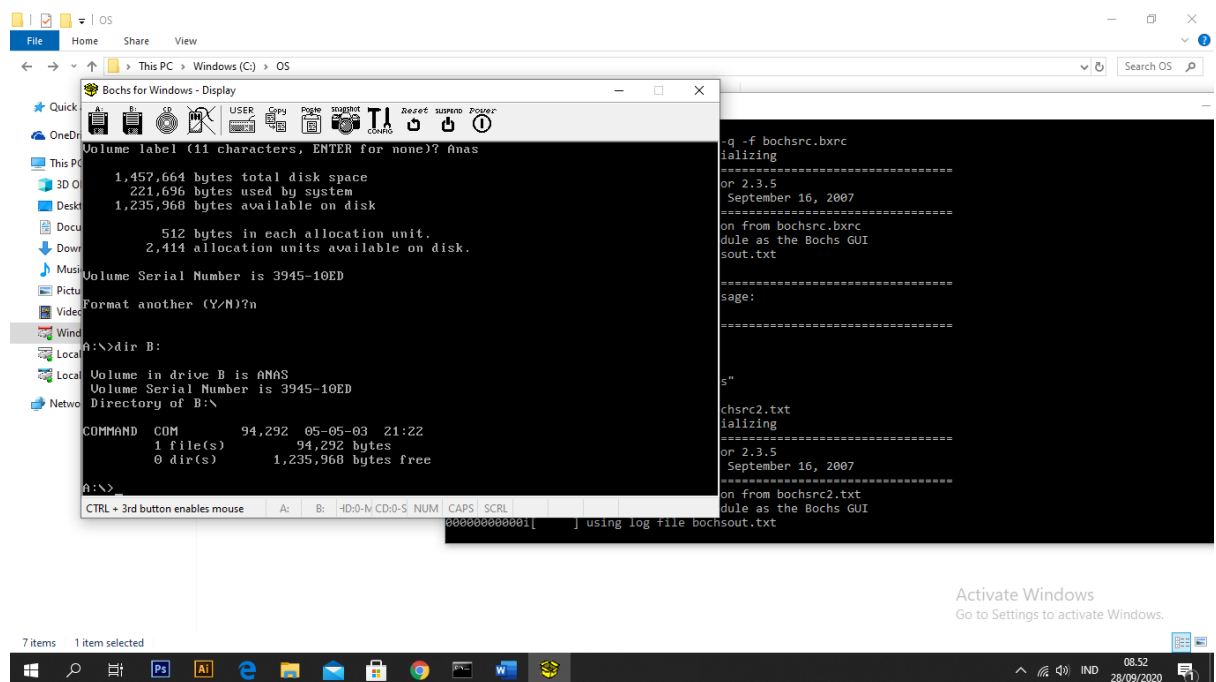 OS
File Home Share View
This PC > Windows (C:) > OS
Search OS
Bochs for Windows - Display
A: B: CD USER Copy Paste snapshot CONFIG Reset SUSPEND Power
Quick
OneDri
This PC
3D O
Deskt
Docu
Down
Musi
Pictu
Videc
Wind
Local
Local
Netwo
Volume label (11 characters, ENTER for none)? Anas
1,457,664 bytes total disk space
221,696 bytes used by system
1,235,968 bytes available on disk
512 bytes in each allocation unit.
2,414 allocation units available on disk.
Volume Serial Number is 3945-10ED
Format another (Y/N)?n
A:\>dir B:
Volume in drive B is ANAS
Volume Serial Number is 3945-10ED
Directory of B:\
COMMAND COM 94,292 05-05-03 21:22
1 file(s) 94,292 bytes
0 dir(s) 1,235,968 bytes free
A:\>_
CTRL + 3rd button enables mouse A: B: HD:0-M CD:0-S NUM CAPS SCRL
-q -f bochsrc.bxrc
ializing
================================
or 2.3.5
September 16, 2007
================================
on from bochsrc.bxrc
dule as the Bochs GUI
sout.txt
================================
sage:
================================
s"
chsrc2.txt
ializing
================================
or 2.3.5
September 16, 2007
================================
on from bochsrc2.txt
dule as the Bochs GUI
00000000000i[ ] using log file bochsout.txt
Activate Windows
Go to Settings to activate Windows.
7 items 1 item selected
Ps Ai IND 08.52
28/09/2020